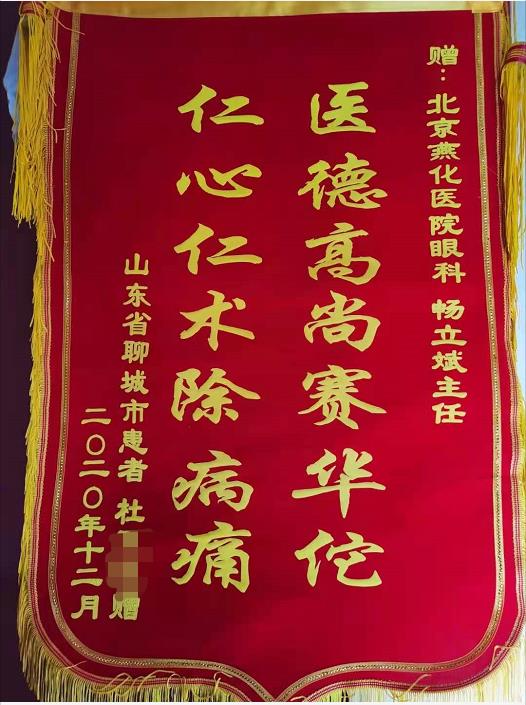 赠：北京燕化医院眼科 杨立斌主任
医德高尚赛华佗
仁心仁术除病痛
山东省聊城市患者 杜 赠
二〇二〇年十二月